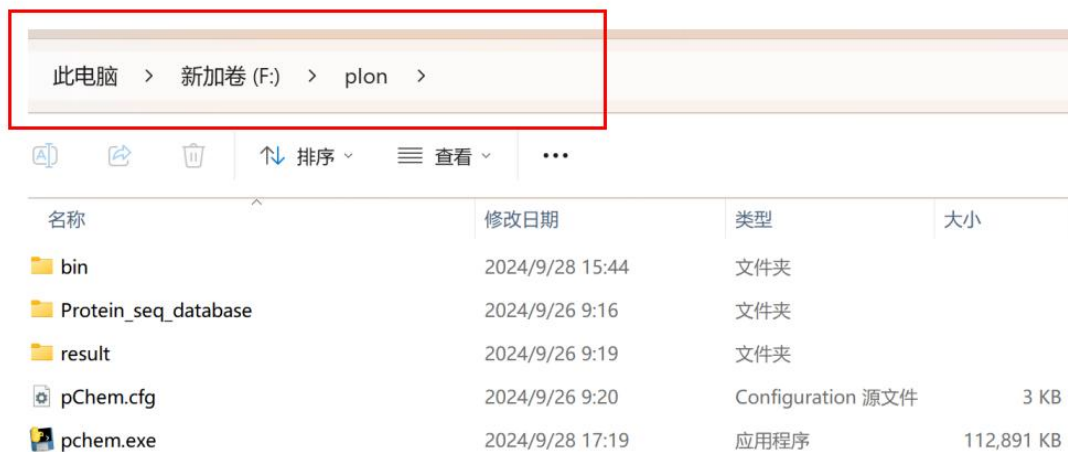 此电脑 > 新加卷 (F:) > plon >
排序 查看 •••
名称 修改日期 类型 大小
bin 2024/9/28 15:44 文件夹
Protein_seq_database 2024/9/26 9:16 文件夹
result 2024/9/26 9:19 文件夹
pChem.cfg 2024/9/26 9:20 Configuration 源文件 3 KB
pchem.exe 2024/9/28 17:19 应用程序 112,891 KB